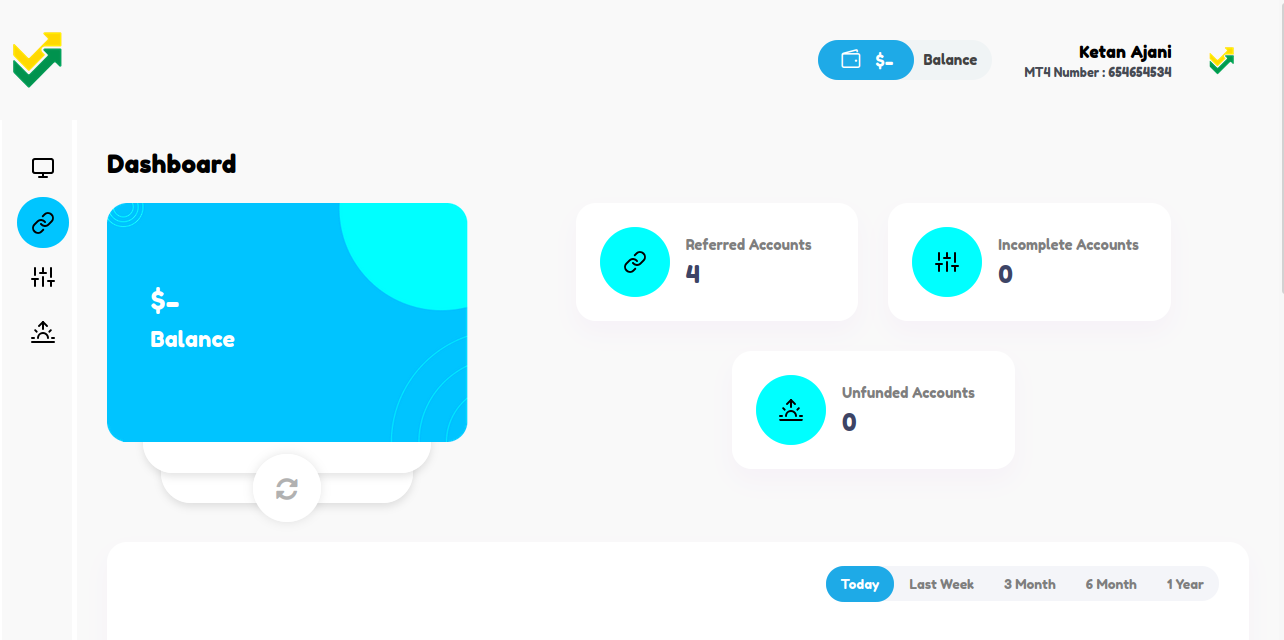 $-
Balance
Ketan Ajani
MT4 Number : 654654534
Dashboard
$-
Balance
Referred Accounts
4
Incomplete Accounts
0
Unfunded Accounts
0
Today
Last Week
3 Month
6 Month
1 Year